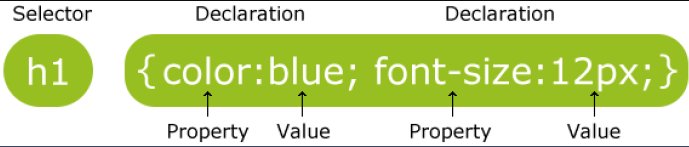 Selector Declaration Declaration
h1 {color:blue; font-size:12px;}
Property Value Property Value